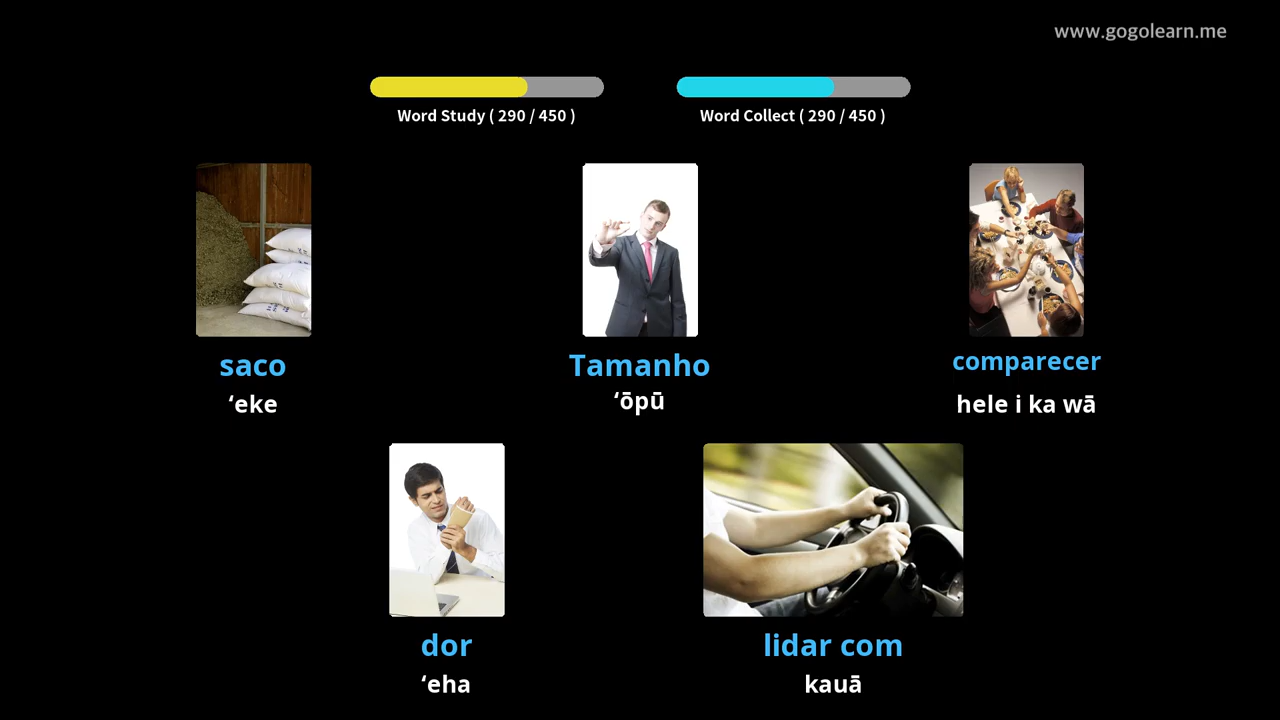 www.gogolearn.me
Word Study ( 290 / 450 )
Word Collect ( 290 / 450 )
saco
ʻeke
Tamanho
ʻōpū
comparecer
hele i ka wā
dor
ʻeha
lidar com
kauā